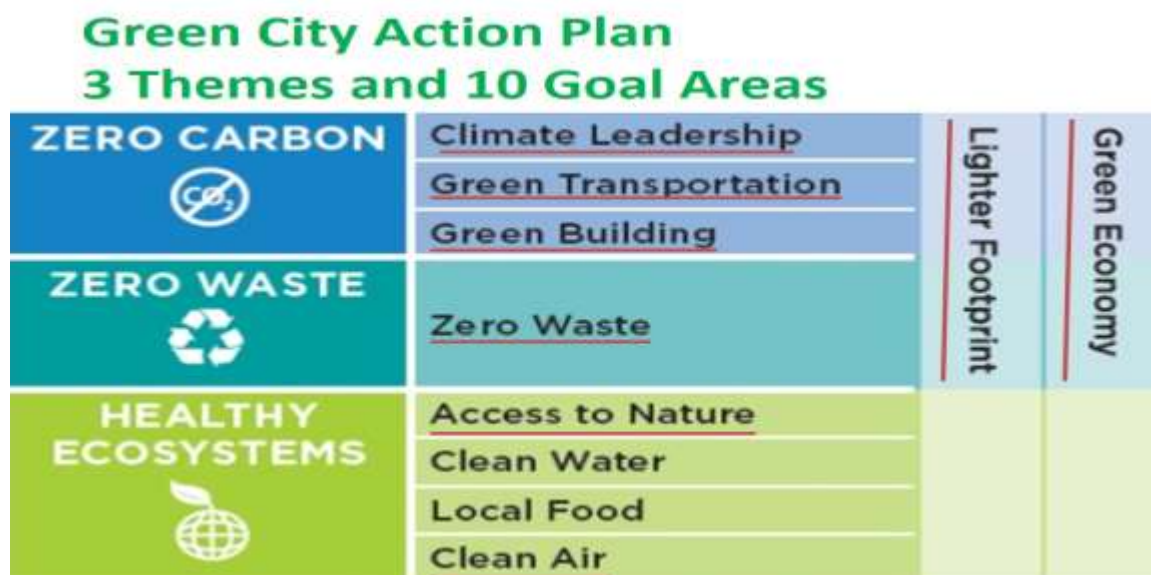 Green City Action Plan
3 Themes and 10 Goal Areas
ZERO CARBON
CO₂
Climate Leadership
Green Transportation
Green Building
ZERO WASTE
Zero Waste
HEALTHY
ECOSYSTEMS
Access to Nature
Clean Water
Local Food
Clean Air
Lighter Footprint
Green Economy